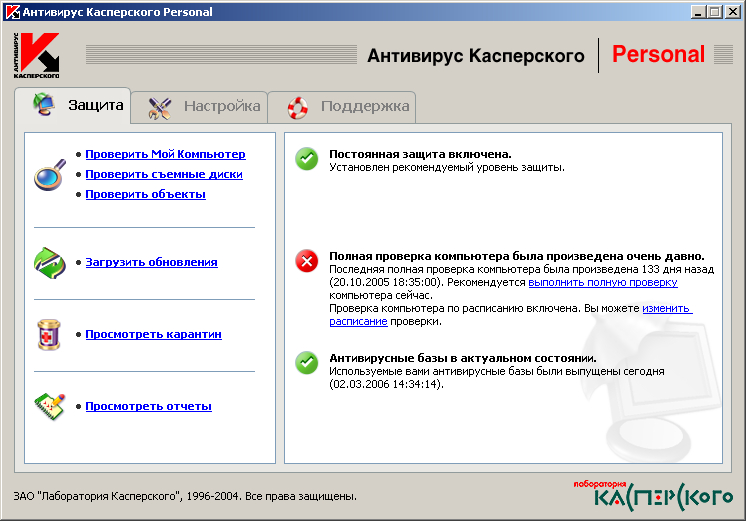 Антивирус Касперского Personal
АНТИВИРУС
КАСПЕРСКОГО
Антивирус Касперского
Personal
Защита
Настройка
Поддержка
Проверить Мой Компьютер
Проверить съемные диски
Проверить объекты
Загрузить обновления
Просмотреть карантин
Просмотреть отчеты
Постоянная защита включена.
Установлен рекомендуемый уровень защиты.
Полная проверка компьютера была произведена очень давно.
Последняя полная проверка компьютера была произведена 133 дня назад
(20.10.2005 18:35:00). Рекомендуется выполнить полную проверку
компьютера сейчас.
Проверка компьютера по расписанию включена. Вы можете изменить
расписание проверки.
Антивирусные базы в актуальном состоянии.
Используемые вами антивирусные базы были выпущены сегодня
(02.03.2006 14:34:14).
ЗАО "Лаборатория Касперского", 1996-2004. Все права защищены.
лаборатория
КАСПЕРСКОГО